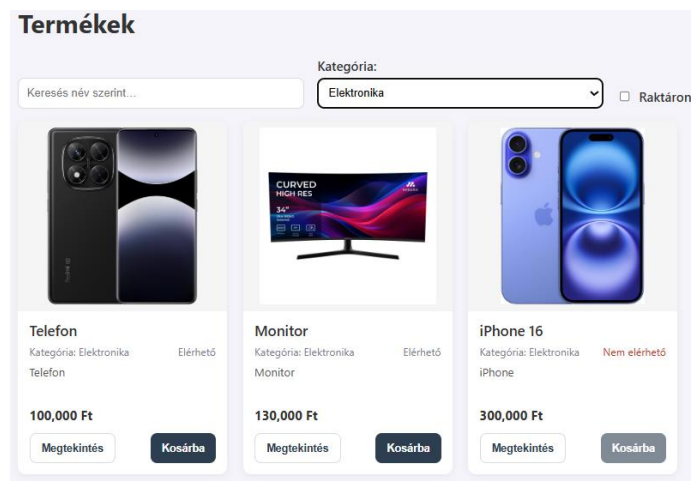 Termékek
Kategória:
Keresés név szerint...
Elektronika
Raktáron
CURVED
HIGH RES
34"
Telefon
Kategória: Elektronika
Elérhető
Telefon
100,000 Ft
Megtekintés
Kosárba
Monitor
Kategória: Elektronika
Elérhető
Monitor
130,000 Ft
Megtekintés
Kosárba
iPhone 16
Kategória: Elektronika
Nem elérhető
iPhone
300,000 Ft
Megtekintés
Kosárba